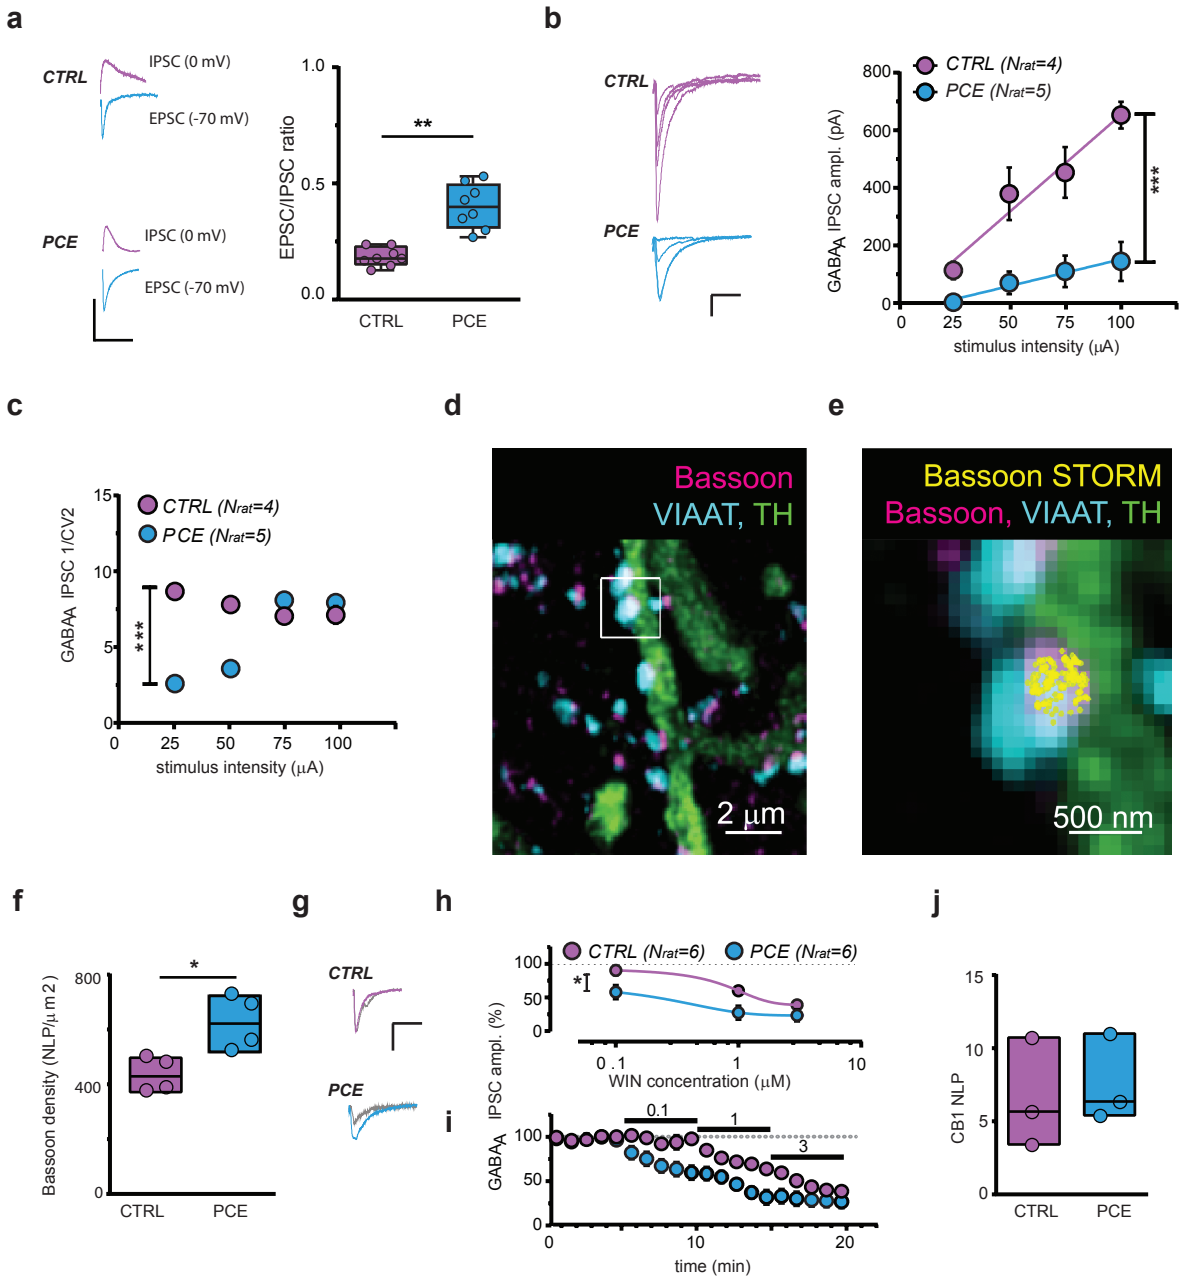 a
CTRL
IPSC (0 mV)
EPSC (-70 mV)
PCE
IPSC (0 mV)
EPSC (-70 mV)
EPSC/IPSC ratio
1.0
0.5
0.0
**
CTRL
PCE
b
CTRL
PCE
GABAA IPSC ampl. (pA)
800
600
400
200
0
CTRL (Nrat=4)
PCE (Nrat=5)
***
0
25
50
75
100
stimulus intensity (μA)
c
GABAA IPSC 1/CV2
15
10
5
0
CTRL (Nrat=4)
PCE (Nrat=5)
***
0
25
50
75
100
stimulus intensity (μA)
d
Bassoon
VIAAT, TH
2 μm
e
Bassoon STORM
Bassoon, VIAAT, TH
500 nm
f
Bassoon density (NLP/μm2)
800
400
0
*
CTRL
PCE
g
CTRL
PCE
h
CTRL (Nrat=6)
PCE (Nrat=6)
100
50
0
*
0.1
1
10
WIN concentration (μM)
GABAA IPSC ampl. (%)
i
100
50
0
0.1
1
3
0
10
20
time (min)
j
CB1 NLP
15
10
5
0
CTRL
PCE